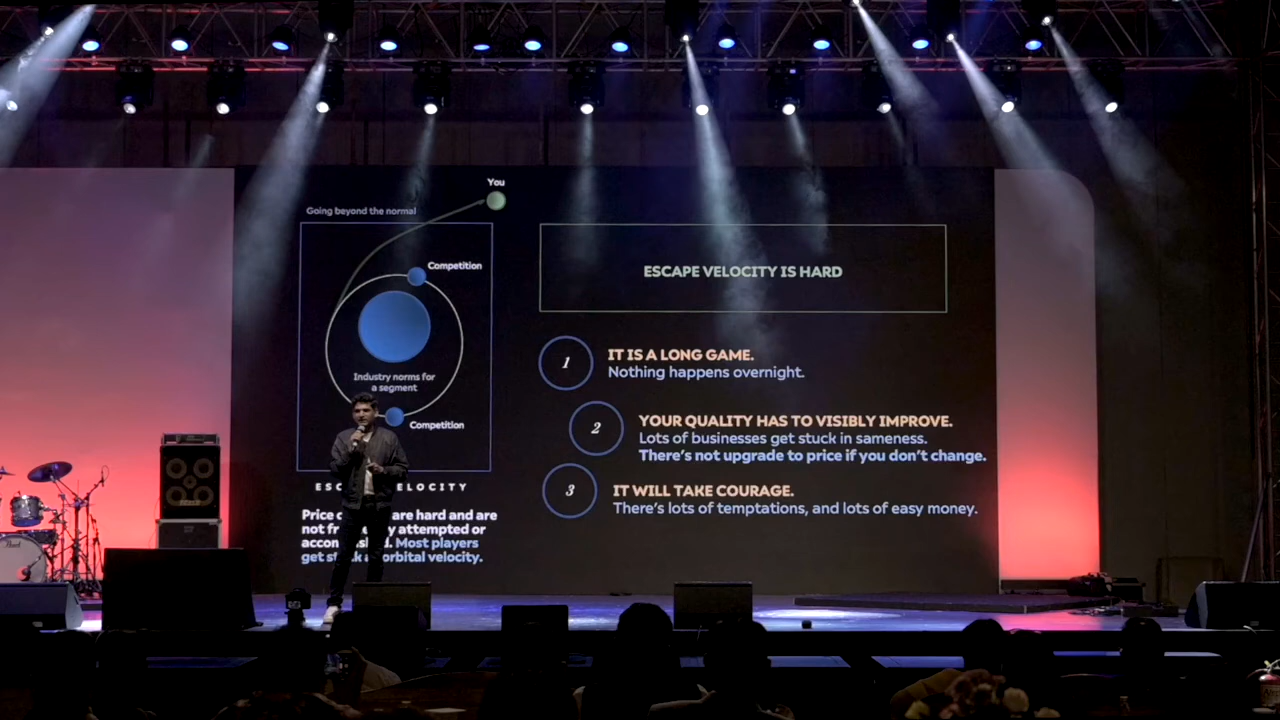 You
Going beyond the normal
Competition
Industry norms for
a segment
Competition
ESC VELOCITY
Price are hard and are
not attempted or
Most players
get orbital velocity.
ESCAPE VELOCITY IS HARD
1
IT IS A LONG GAME.
Nothing happens overnight.
2
YOUR QUALITY HAS TO VISIBLY IMPROVE.
Lots of businesses get stuck in sameness.
There's not upgrade to price if you don't change.
3
IT WILL TAKE COURAGE.
There's lots of temptations, and lots of easy money.
Pearl